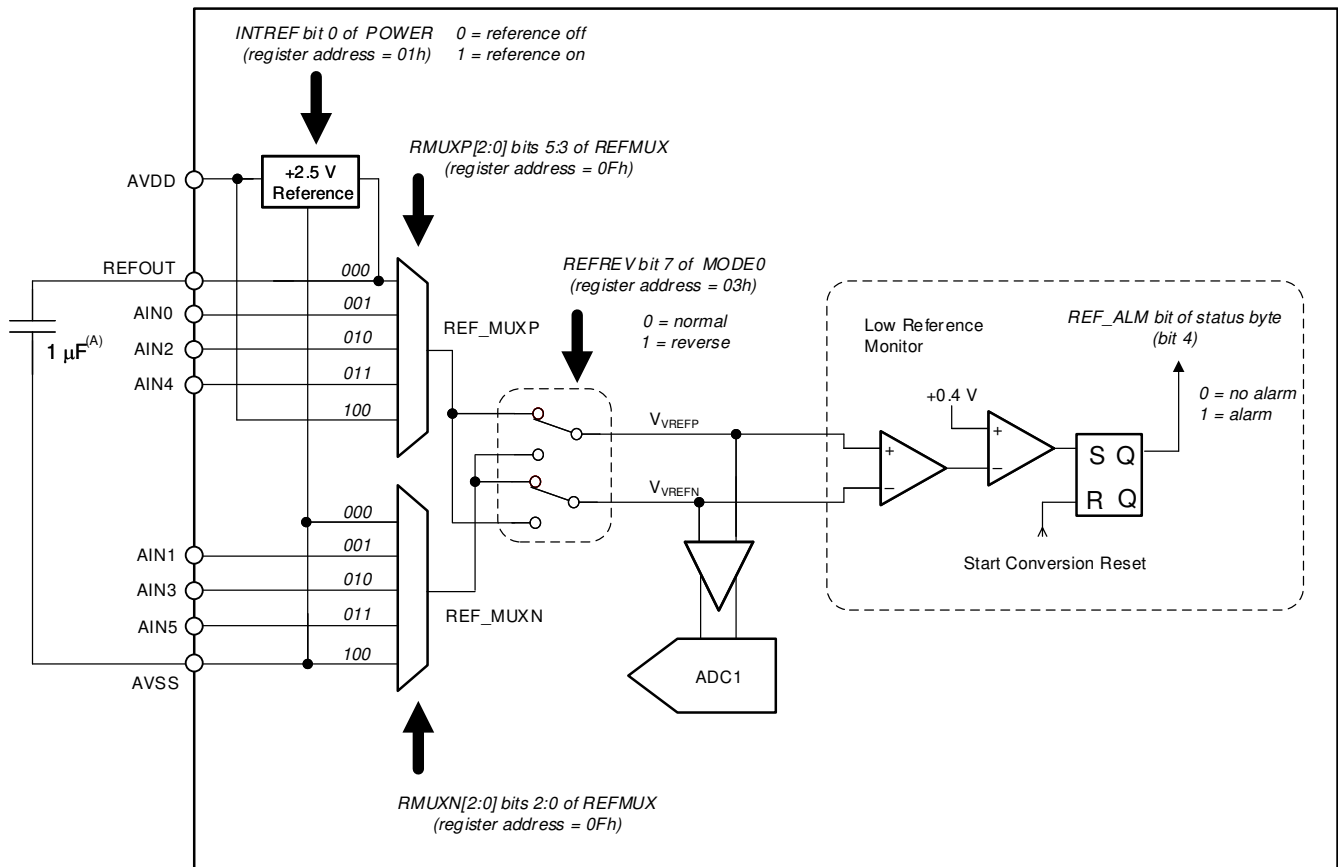 INTREF bit 0 of POWER 0 = reference off
(register address = 01h) 1 = reference on
RMUXP[2:0] bits 5:3 of REFMUX
(register address = 0Fh)
AVDD
+2.5 V
Reference
REFOUT
000
AIN0
001
AIN2
010
AIN4
011
100
1 μF(A)
REF_MUXP
REFREV bit 7 of MODE0
(register address = 03h)
0 = normal
1 = reverse
VVREFP
VVREFN
Low Reference
Monitor
REF_ALM bit of status byte
(bit 4)
0 = no alarm
1 = alarm
+0.4 V
+
−
+
−
S Q
R Q
Start Conversion Reset
000
AIN1
001
AIN3
010
AIN5
011
100
AVSS
REF_MUXN
ADC1
RMUXN[2:0] bits 2:0 of REFMUX
(register address = 0Fh)